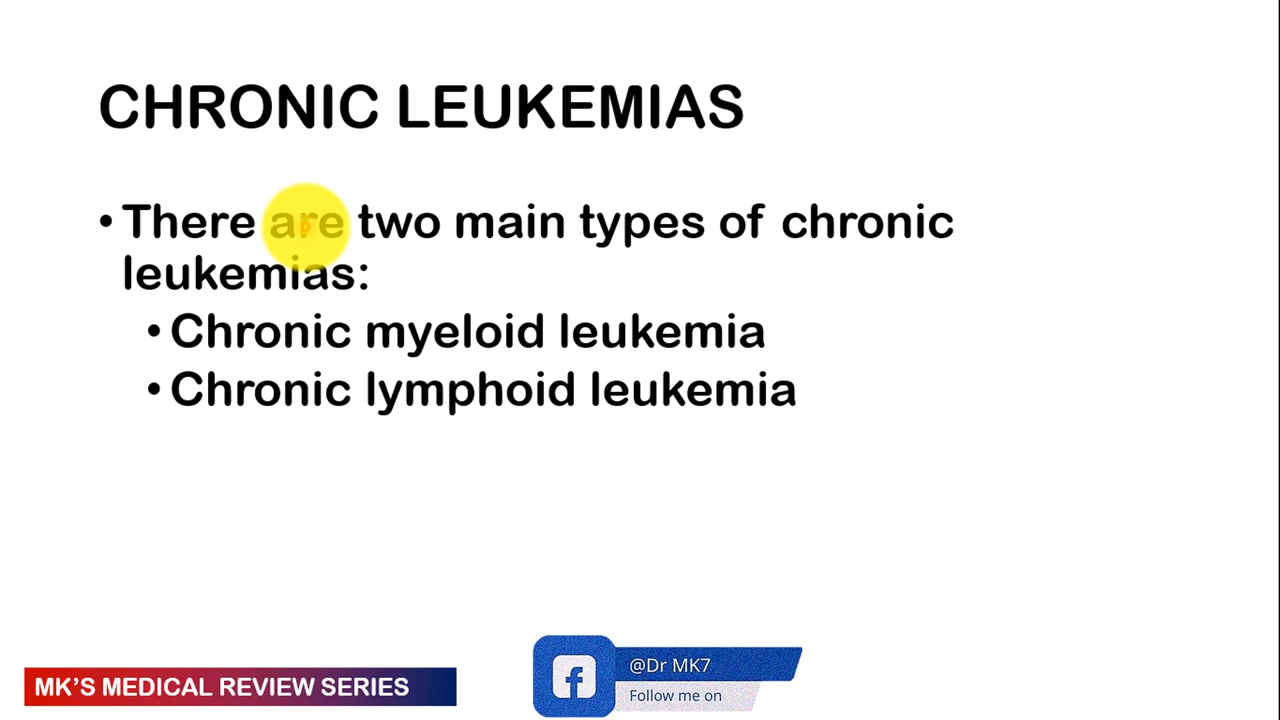 CHRONIC LEUKEMIAS
• There are two main types of chronic
leukemias:
• Chronic myeloid leukemia
• Chronic lymphoid leukemia
MK'S MEDICAL REVIEW SERIES
@Dr MK7
Follow me on